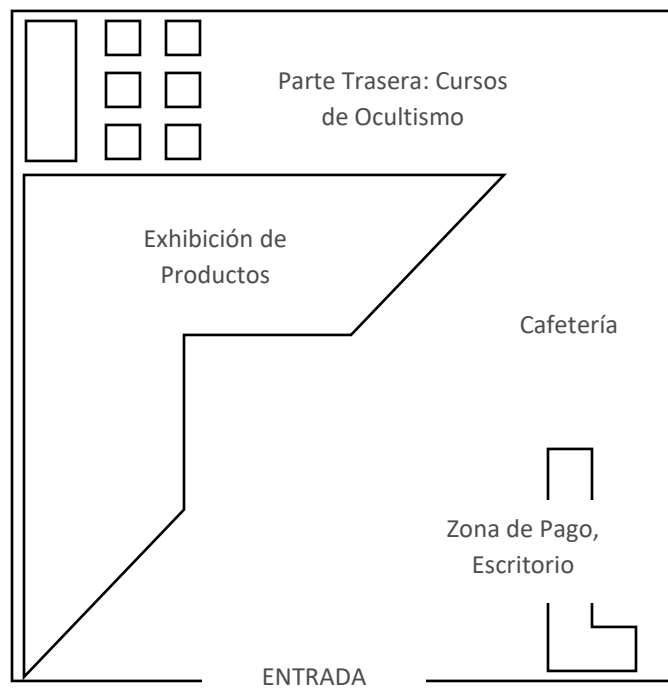 Parte Trasera: Cursos
de Ocultismo
Exhibición de
Productos
Cafetería
Zona de Pago,
Escritorio
ENTRADA